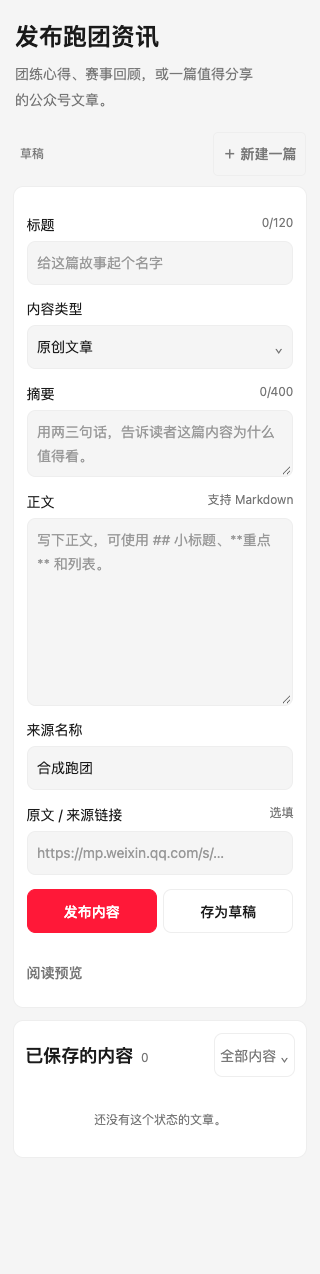 发布跑团资讯
团练心得、赛事回顾，或一篇值得分享
的公众号文章。
草稿
+ 新建一篇
标题
0/120
给这篇故事起个名字
内容类型
原创文章
摘要
0/400
用两三句话，告诉读者这篇内容为什么
值得看。
正文
支持 Markdown
写下正文，可使用 ## 小标题、**重点
** 和列表。
来源名称
合成跑团
原文 / 来源链接
选填
https://mp.weixin.qq.com/s/...
发布内容
存为草稿
阅读预览
已保存的内容 0
全部内容
还没有这个状态的文章。